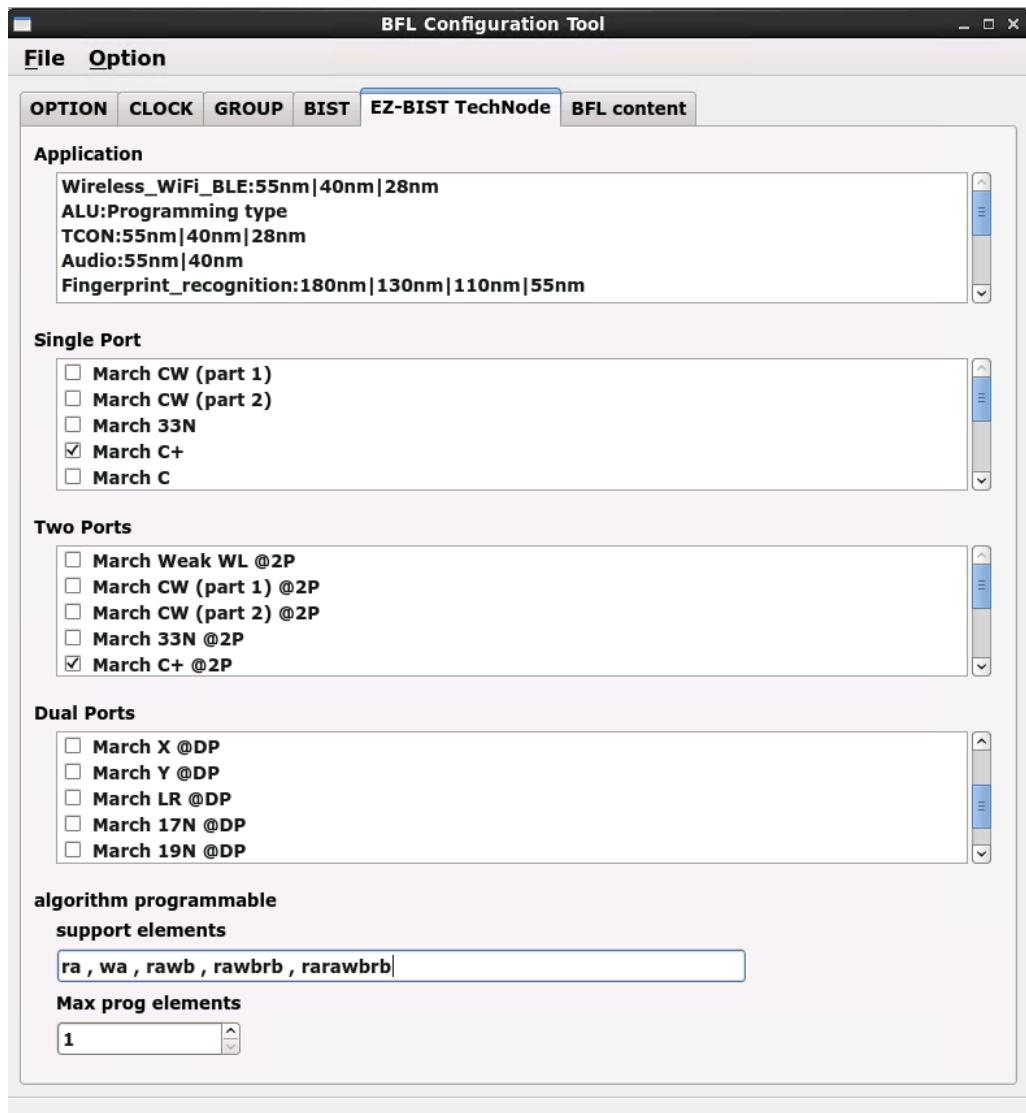 BFL Configuration Tool
File Option
OPTION CLOCK GROUP BIST EZ-BIST TechNode BFL content
Application
Wireless_WiFi_BLE:55nm|40nm|28nm
ALU:Programming type
TCON:55nm|40nm|28nm
Audio:55nm|40nm
Fingerprint_recognition:180nm|130nm|110nm|55nm
Single Port
March CW (part 1)
March CW (part 2)
March 33N
March C+
March C
Two Ports
March Weak WL @2P
March CW (part 1) @2P
March CW (part 2) @2P
March 33N @2P
March C+ @2P
Dual Ports
March X @DP
March Y @DP
March LR @DP
March 17N @DP
March 19N @DP
algorithm programmable
support elements
ra , wa , rawb , rawbrb , rarawbrb
Max prog elements
1